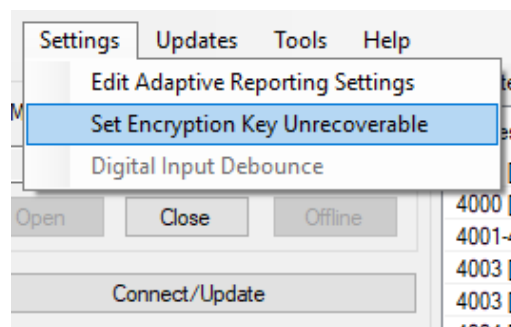 Settings Updates Tools Help
Edit Adaptive Reporting Settings
Set Encryption Key Unrecoverable
Digital Input Debounce
Open Close Offline
4000 [
4001-
4003 [
Connect/Update
4003 [